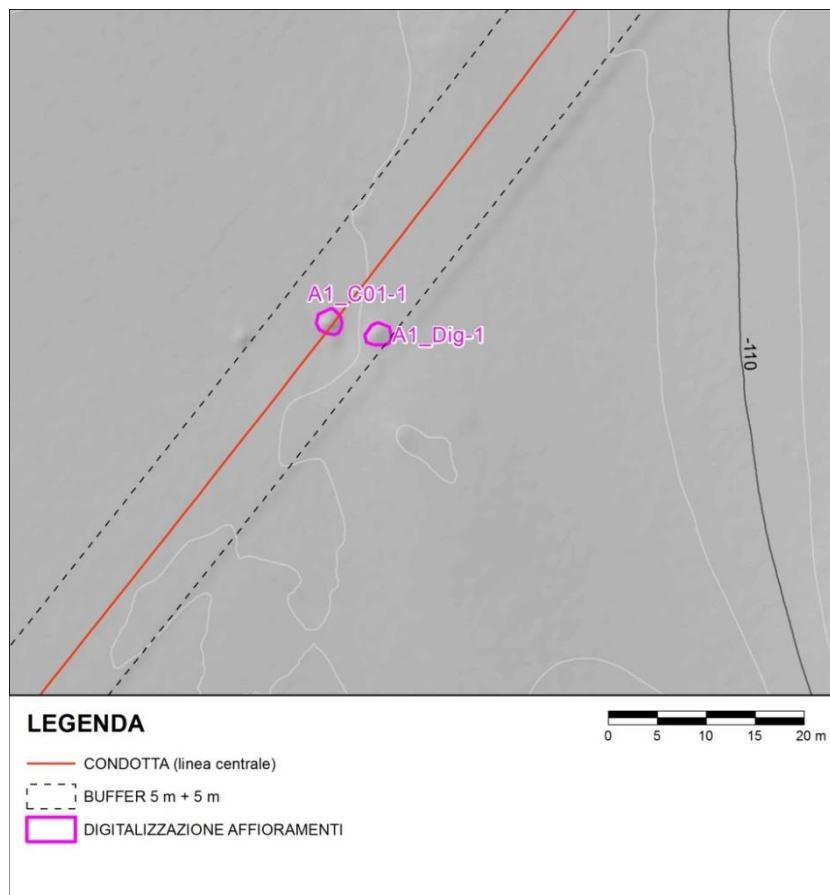 A1_C01-1
A1_Dig-1
-110
LEGENDA
CONDOTTA (linea centrale)
BUFFER 5 m + 5 m
DIGITALIZZAZIONE AFFIORAMENTI
0 5 10 15 20 m